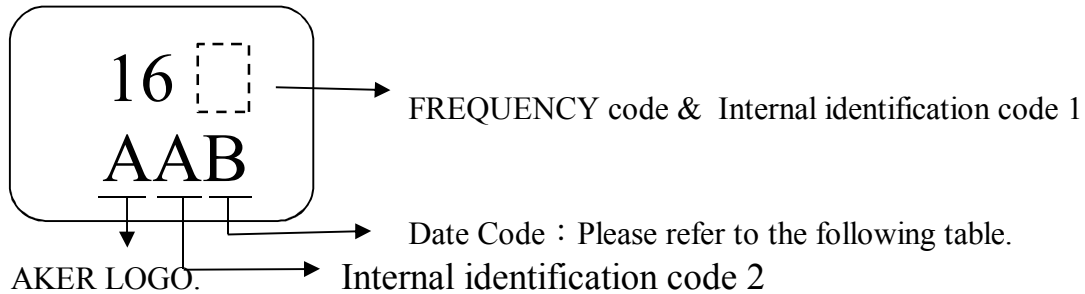 16
FREQUENCY code & Internal identification code 1
AAB
Date Code：Please refer to the following table.
AKER LOGO.
Internal identification code 2